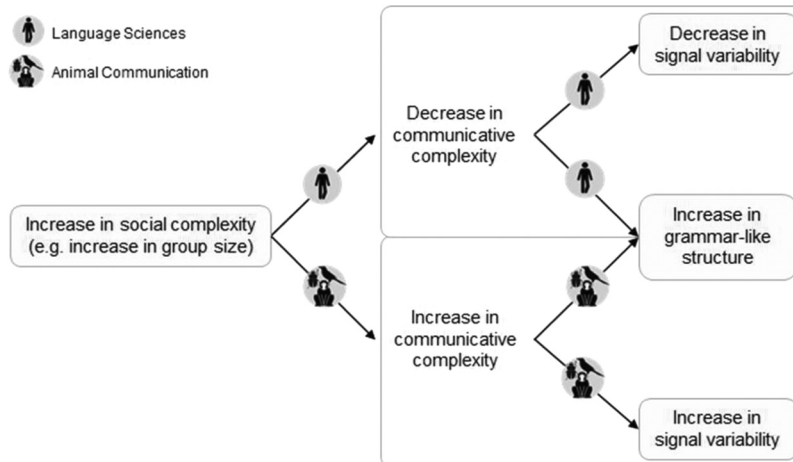 Language Sciences
Animal Communication
Increase in social complexity
(e.g. increase in group size)
Decrease in
communicative
complexity
Increase in
communicative
complexity
Decrease in
signal variability
Increase in
grammar-like
structure
Increase in
signal variability